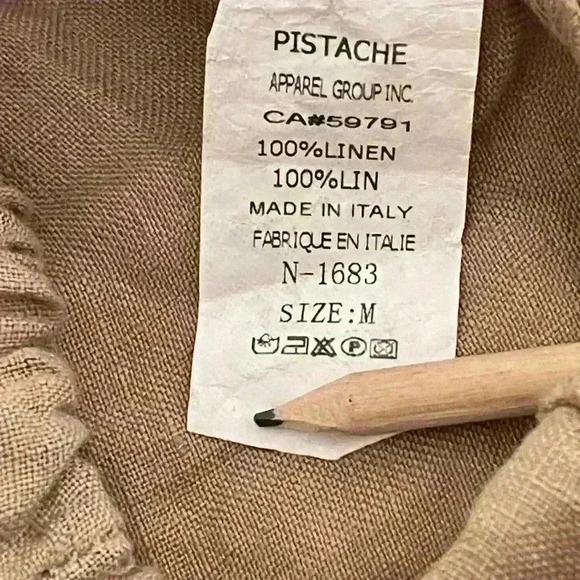 PISTACHE
APPAREL GROUP INC.
CA#59791
100%LINEN
100%LIN
MADE IN ITALY
FABRIQUE EN ITALIE
N-1683
SIZE:M